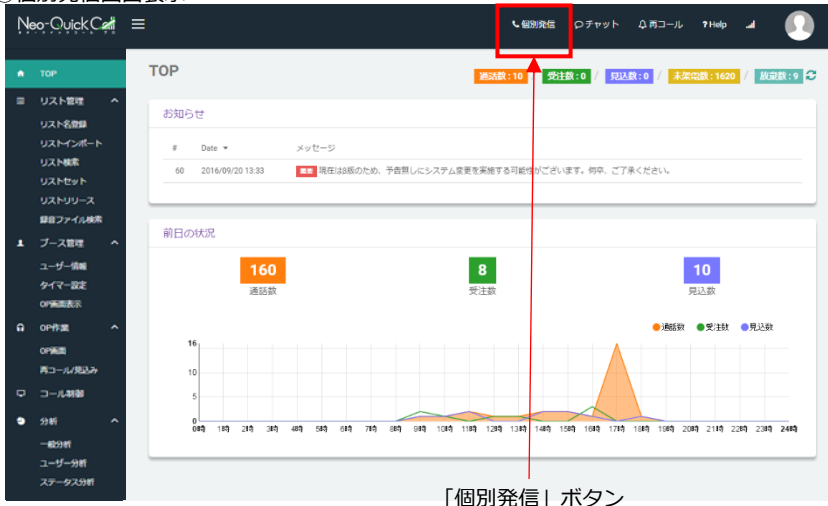 Neo-QuickCall
個別発信
チャット
再コール
?Help
TOP
リスト管理
リスト名登録
リストインポート
リスト検索
リストセット
リストリリース
録音ファイル検索
ブース管理
ユーザー情報
タイマー設定
OP画面表示
OP作業
OP画面
再コール/見込み
コール制御
分析
一般分析
ユーザー分析
ステータス分析
TOP
通話数:10 / 受注数:0 / 見込数:0 / 未架電数:1620 / 放棄数:9
お知らせ
# Date メッセージ
60 2016/09/20 13:33 重要 現在はβ版のため、予告無しにシステム変更を実施する可能性がございます。何卒、ご了承ください。
前日の状況
160 8 10
通話数 受注数 見込数
通話数 受注数 見込数
16
10
5
0
0時 1時 2時 3時 4時 5時 6時 7時 8時 9時 10時 11時 12時 13時 14時 15時 16時 17時 18時 19時 20時 21時 22時 23時 24時
「個別発信」ボタン